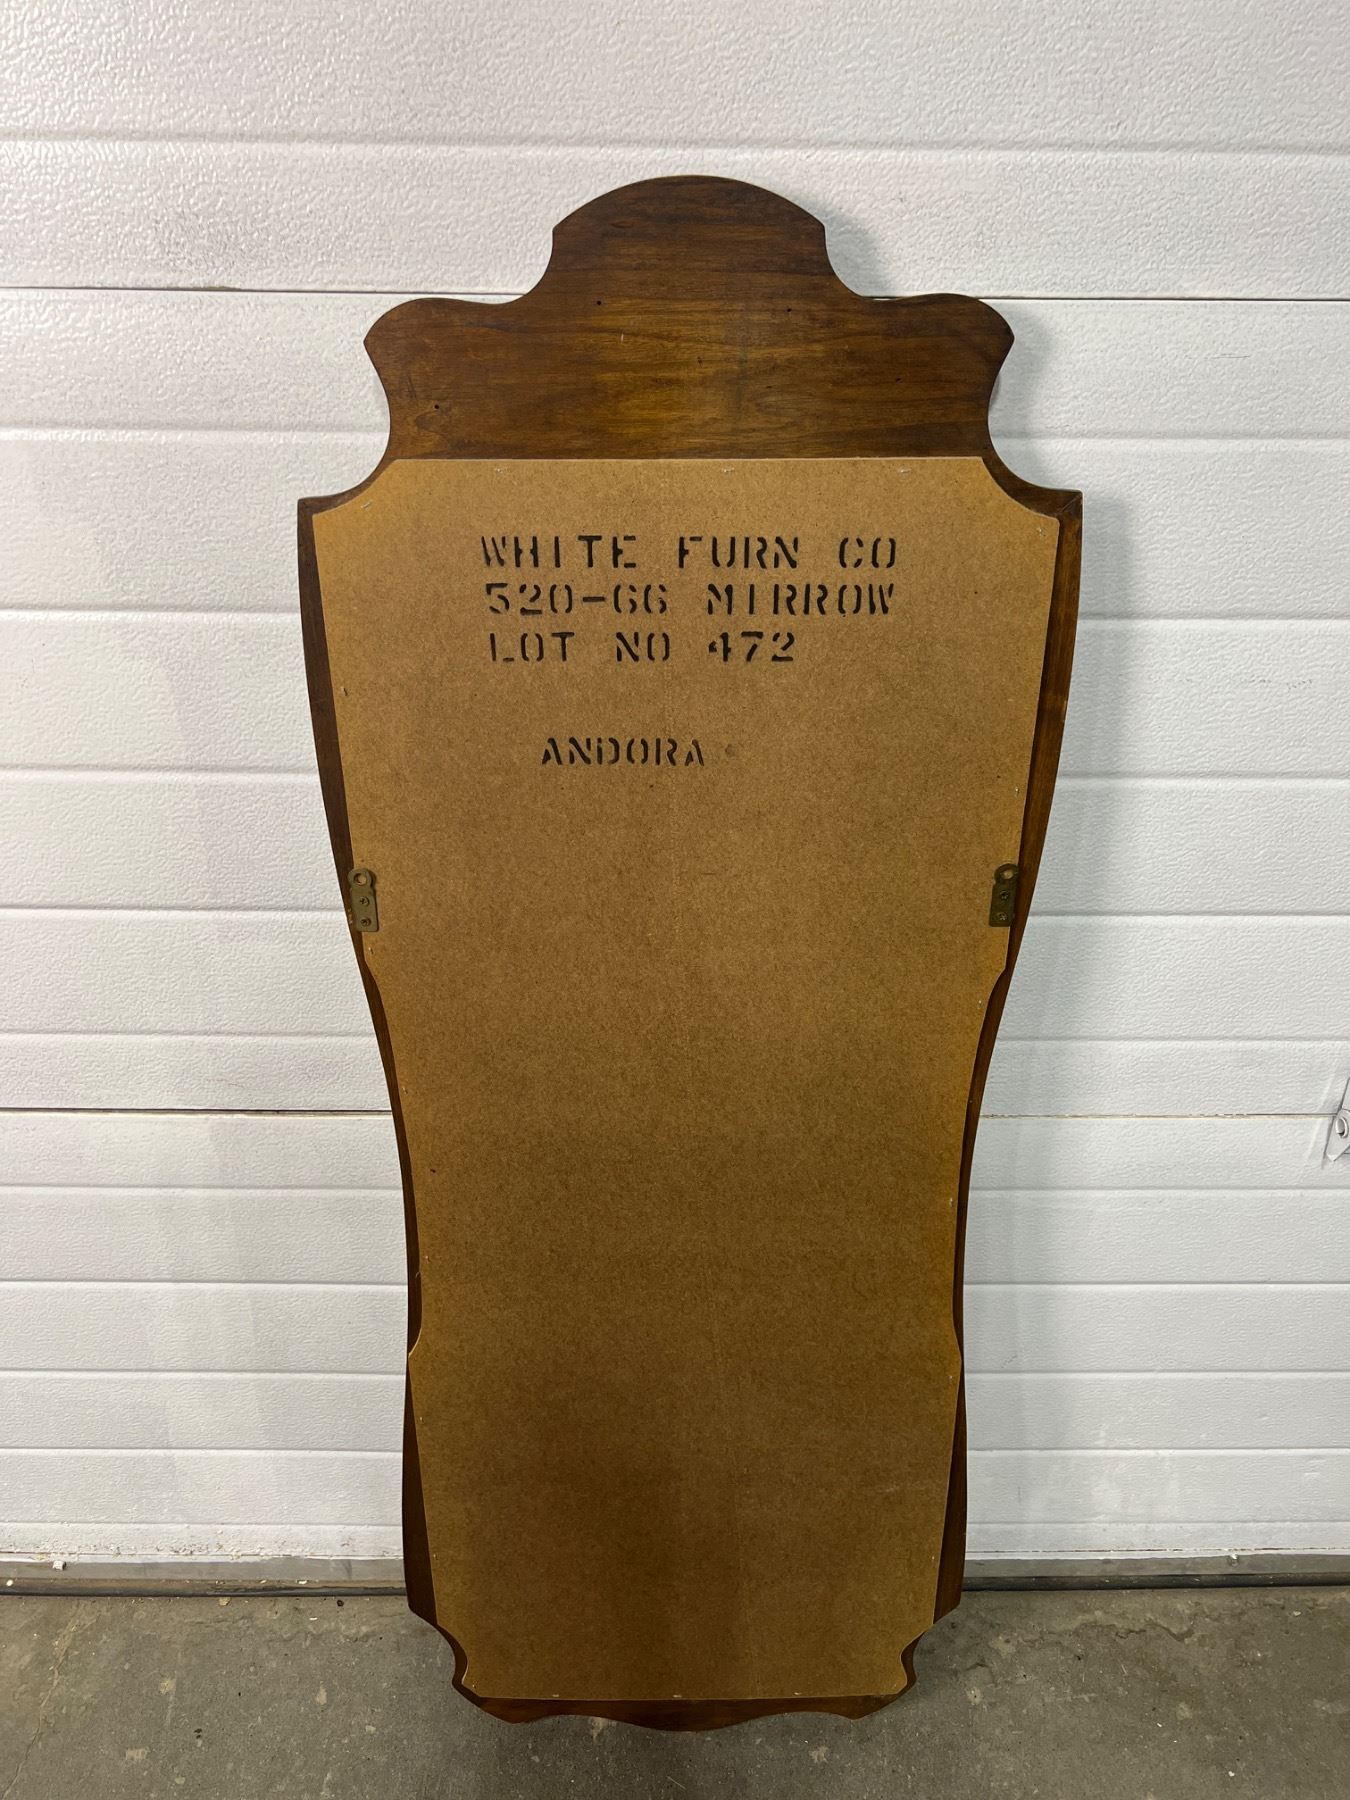 WHITE FURN CO
520-66 MIRROW
LOT NO 472
ANDORA